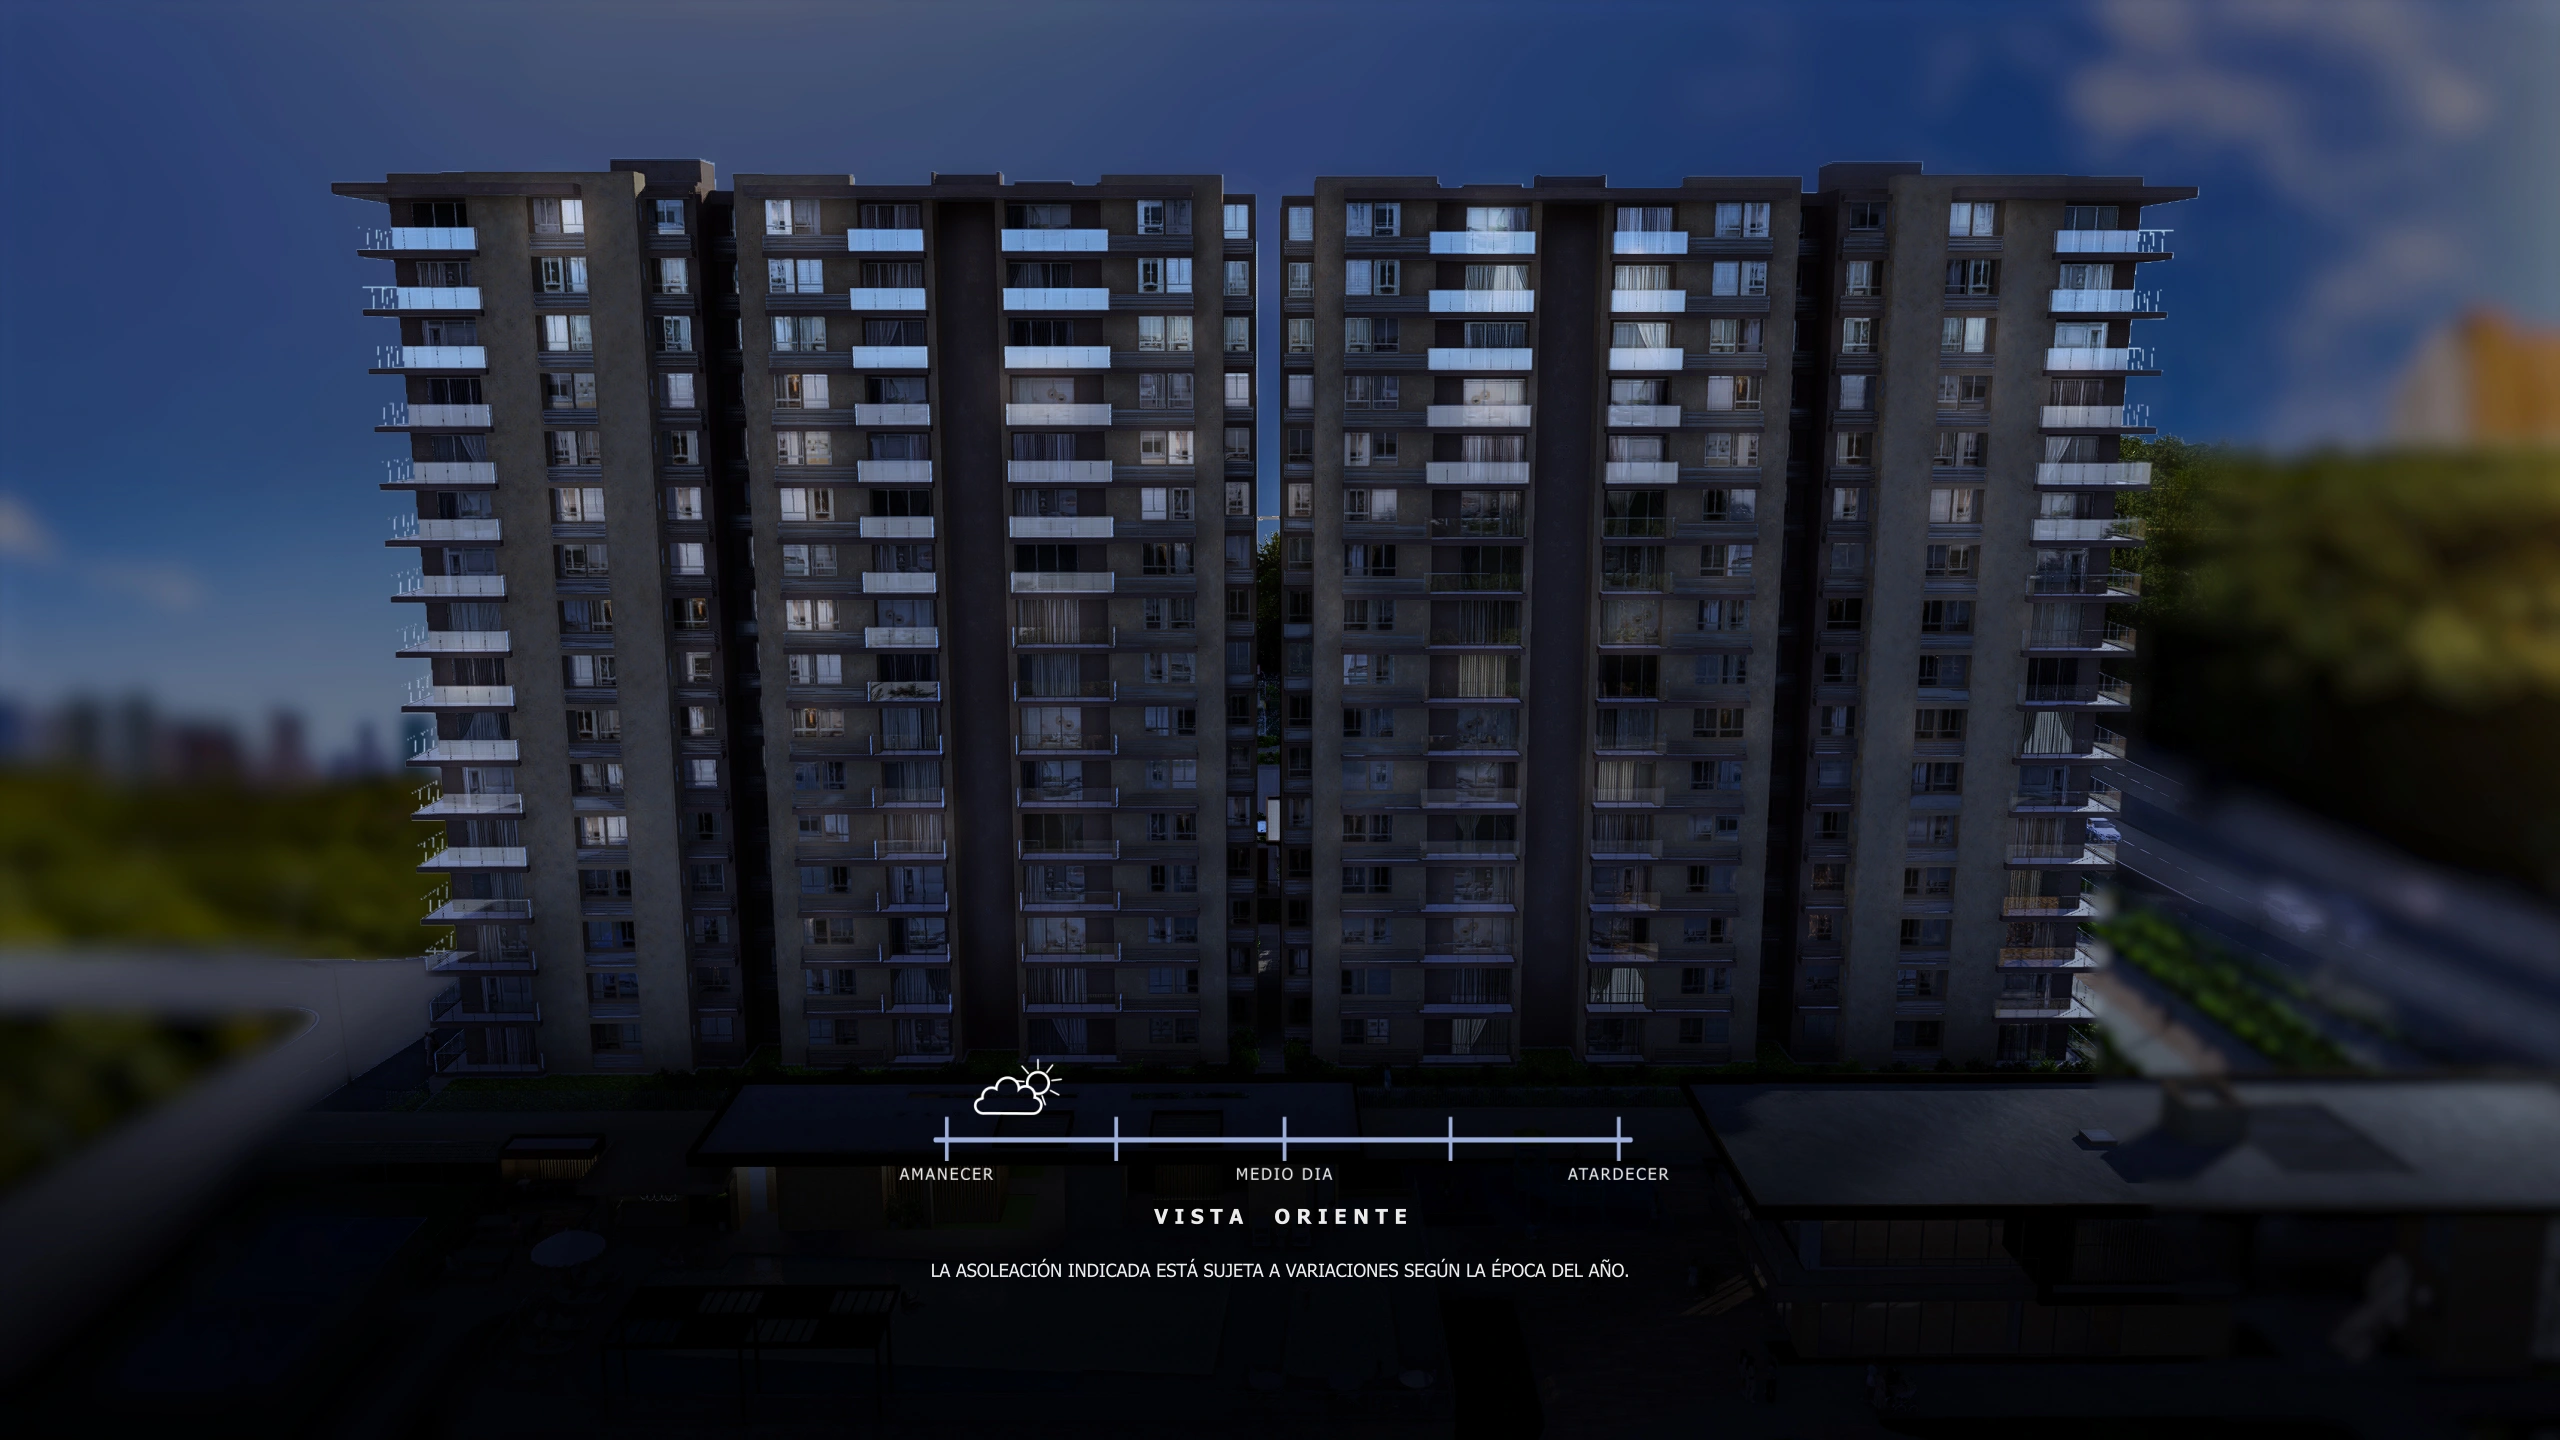 AMANECER MEDIO DIA ATARDECER
VISTA ORIENTE
LA ASOLEACIÓN INDICADA ESTÁ SUJETA A VARIACIONES SEGÚN LA ÉPOCA DEL AÑO.